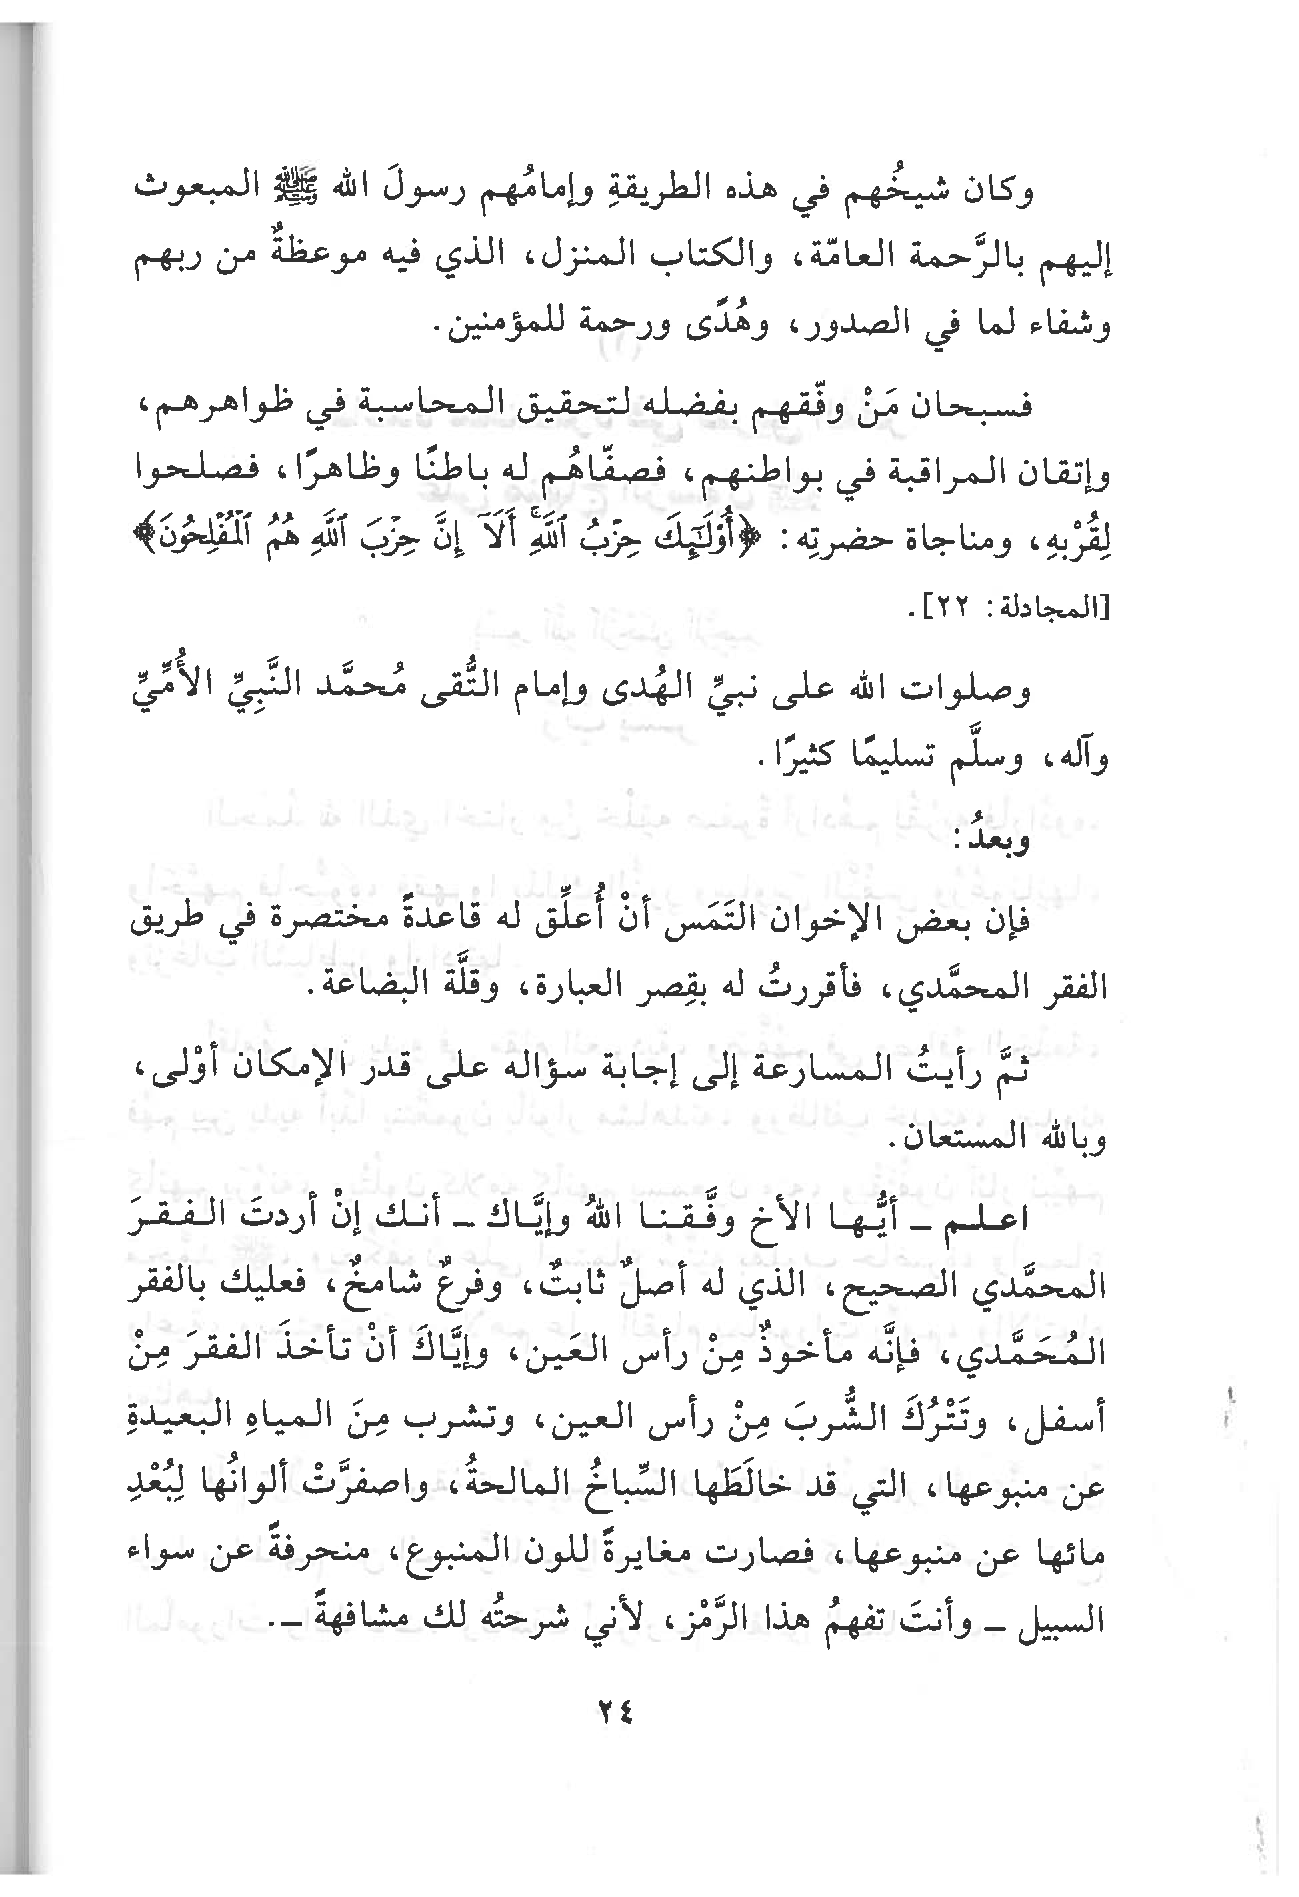 وكان شيخُهم في هذه الطريقةِ وإمامُهم رسولَ الله ﷺ المبعوث
إليهم بالرَّحمة العامّة، والكتاب المنزل، الذي فيه موعظةٌ من ربهم
وشفاء لما في الصدور، وهُدًى ورحمة للمؤمنين.
فسبحان مَنْ وفّقهم بفضله لتحقيق المحاسبة في ظواهرهم،
وإتقان المراقبة في بواطنهم، فصفّاهُم له باطنًا وظاهرًا، فصلحوا
لِقُرْبهِ، ومناجاة حضرتِه: ﴿أُوْلَـٰٓئِكَ حِزْبُ ٱللَّهِۚ أَلَآ إِنَّ حِزْبَ ٱللَّهِ هُمُ ٱلْمُفْلِحُونَ﴾
[المجادلة: ٢٢].
وصلوات الله على نبيِّ الهُدى وإمام التُّقى مُحمَّد النَّبِيِّ الأُمِّيِّ
وآله، وسلَّم تسليمًا كثيرًا.
وبعدُ:
فإن بعض الإخوان التَمَس أنْ أُعلِّق له قاعدةً مختصرة في طريق
الفقر المحمَّدي، فأقررتُ له بقِصر العبارة، وقلَّة البضاعة.
ثمَّ رأيتُ المسارعة إلى إجابة سؤاله على قدر الإمكان أوْلى،
وبالله المستعان.
اعلم ـ أيُّها الأخ وفَّقنا اللهُ وإيَّاك ـ أنك إنْ أردتَ الفقرَ
المحمَّدي الصحيح، الذي له أصلٌ ثابتٌ، وفرعٌ شامخٌ، فعليك بالفقر
المُحَمَّدي، فإنَّه مأخوذٌ مِنْ رأس العَين، وإيَّاكَ أنْ تأخذَ الفقرَ مِنْ
أسفل، وتَتْرُكَ الشُّربَ مِنْ رأس العين، وتشرب مِنَ المياهِ البعيدةِ
عن منبوعها، التي قد خالَطَها السِّباخُ المالحةُ، واصفرَّتْ ألوانُها لِبُعْدِ
مائها عن منبوعها، فصارت مغايرةً للون المنبوع، منحرفةً عن سواء
السبيل ـ وأنتَ تفهمُ هذا الرَّمْز، لأني شرحتُه لك مشافهةً ـ.
٢٤